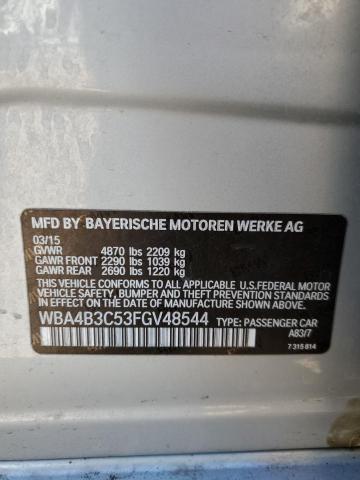 MFD BY BAYERISCHE MOTOREN WERKE AG
03/15
GVWR 4870 lbs 2209 kg
GAWR FRONT 2290 lbs 1039 kg
GAWR REAR 2690 lbs 1220 kg
THIS VEHICLE CONFORMS TO ALL APPLICABLE U.S. FEDERAL MOTOR
VEHICLE SAFETY, BUMPER AND THEFT PREVENTION STANDARDS IN
EFFECT ON THE DATE OF MANUFACTURE SHOWN ABOVE.
WBA4B3C53FGV48544 TYPE: PASSENGER CAR
A83/7
7 315 814